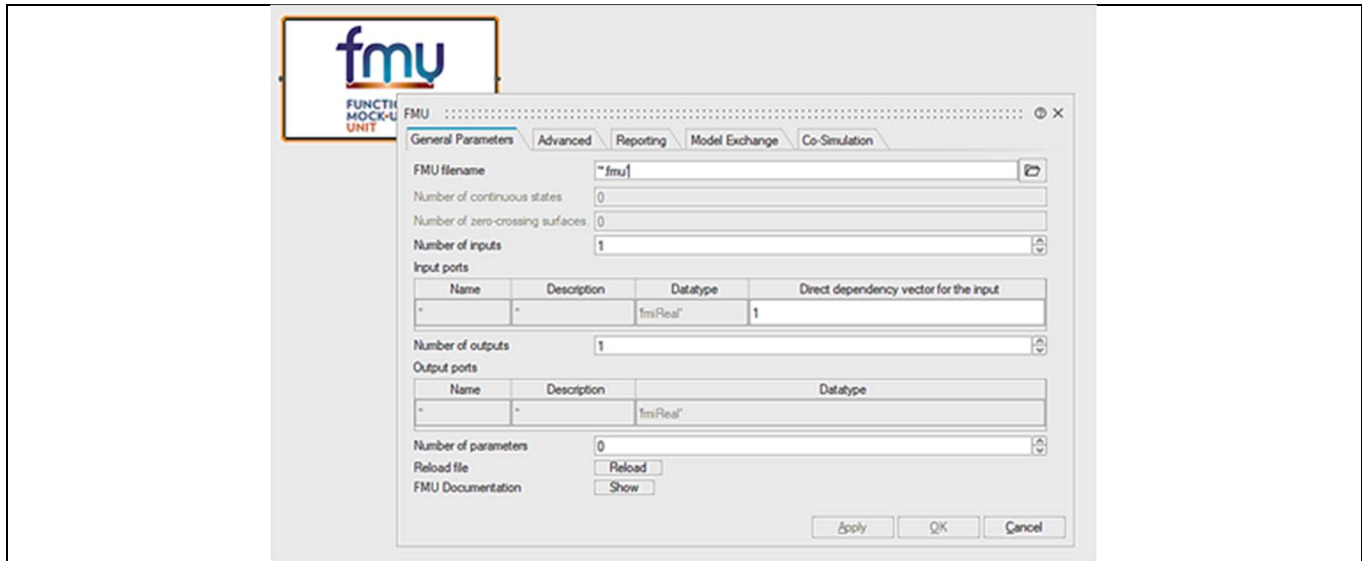 fmu
FUNCTI
MOCK-U
UNIT
FMU
General Parameters Advanced Reporting Model Exchange Co-Simulation
FMU filename "*.fmu"
Number of continuous states 0
Number of zero-crossing surfaces 0
Number of inputs 1
Input ports
Name Description Datatype Direct dependency vector for the input
'' '' 'fmiReal' 1
Number of outputs 1
Output ports
Name Description Datatype
'' '' 'fmiReal'
Number of parameters 0
Reload file Reload
FMU Documentation Show
Apply OK Cancel